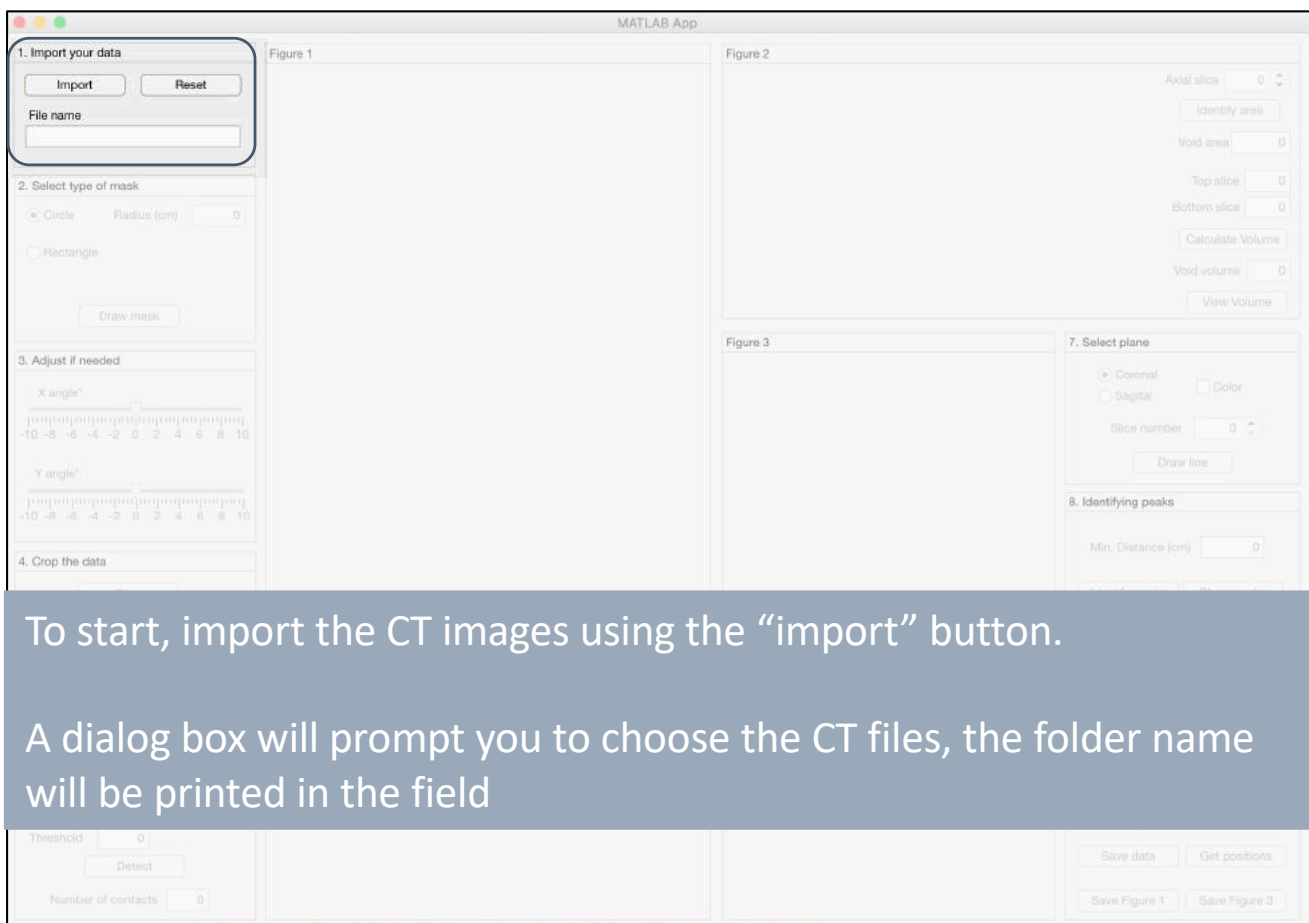 MATLAB App
1. Import your data
Import Reset
File name
2. Select type of mask
Circle Radius (cm) 0
Rectangle
Draw mask
3. Adjust if needed
X angle°
-10 -8 -6 -4 -2 0 2 4 6 8 10
Y angle°
-10 -8 -6 -4 -2 0 2 4 6 8 10
4. Crop the data
Figure 1
Figure 2
Axial slice 0
Identify area
Void area 0
Top slice 0
Bottom slice 0
Calculate Volume
Void volume 0
View Volume
Figure 3
7. Select plane
Coronal
Color
Sagital
Slice number 0
Draw line
8. Identifying peaks
Min. Distance (cm) 0
To start, import the CT images using the “import” button.
A dialog box will prompt you to choose the CT files, the folder name
will be printed in the field
Threshold 0
Detect
Number of contacts 0
Save data Get positions
Save Figure 1 Save Figure 3